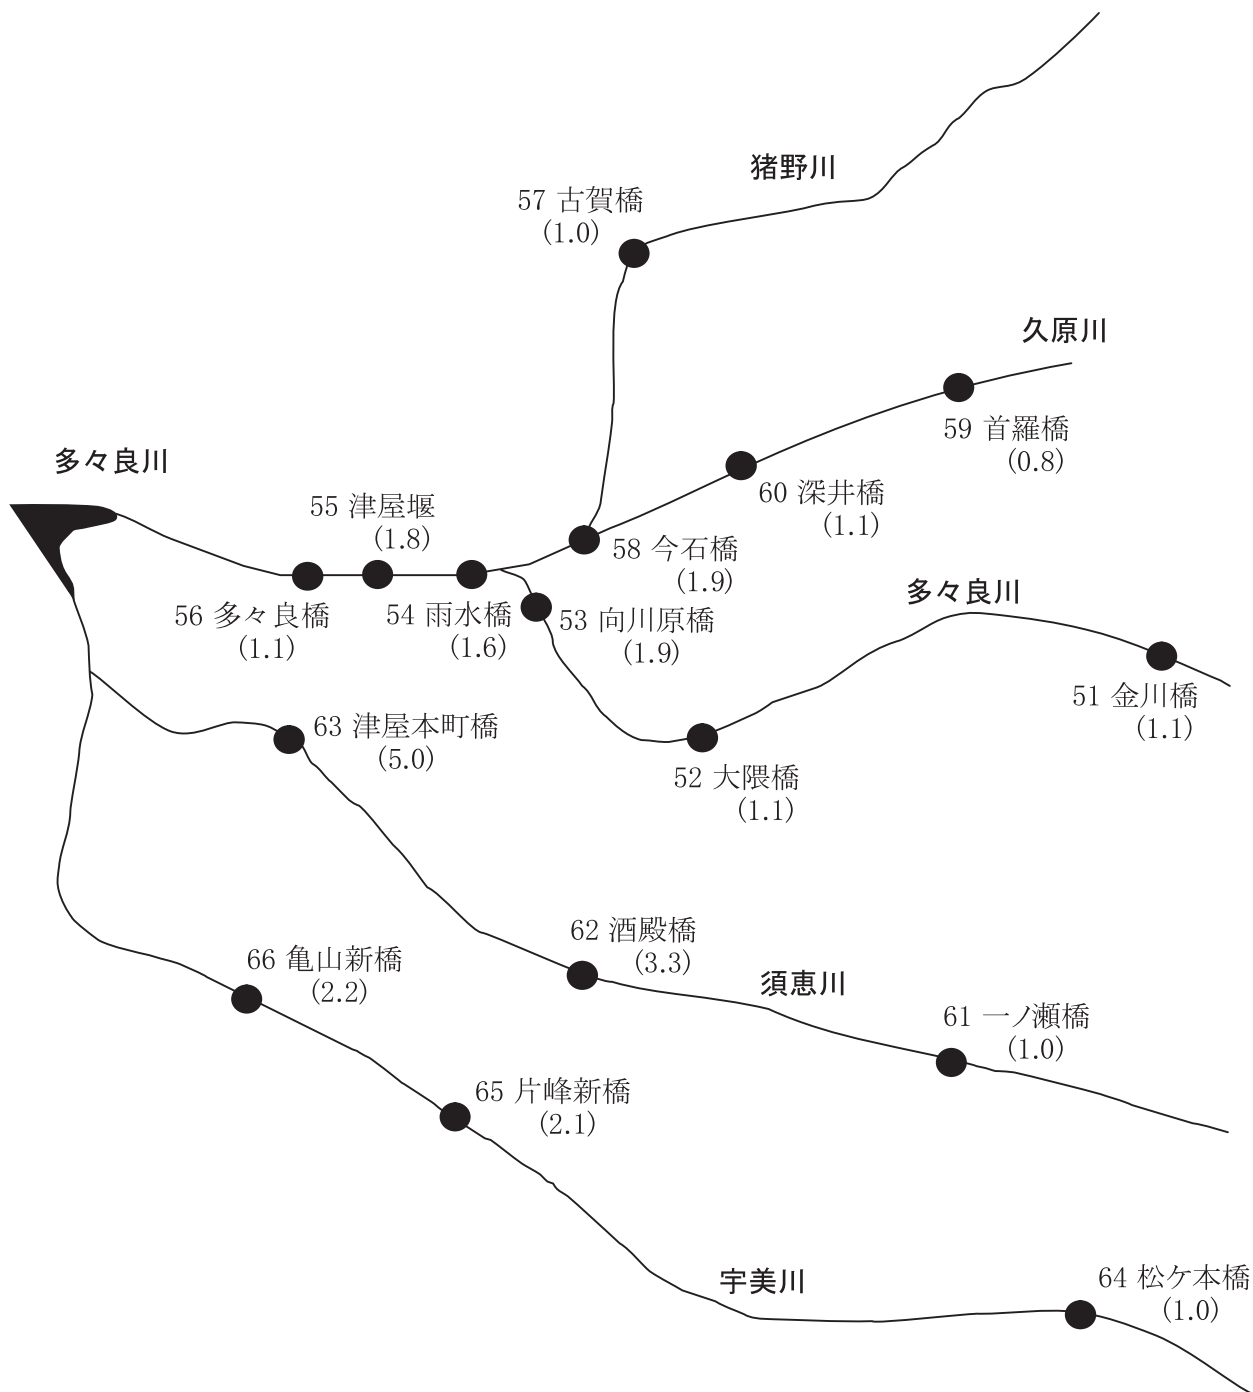 猪野川
57 古賀橋
(1.0)
久原川
59 首羅橋
(0.8)
多々良川
60 深井橋
(1.1)
55 津屋堰
(1.8)
58 今石橋
(1.9)
多々良川
56 多々良橋
(1.1)
54 雨水橋
(1.6)
53 向川原橋
(1.9)
51 金川橋
(1.1)
63 津屋本町橋
(5.0)
52 大隈橋
(1.1)
62 酒殿橋
(3.3)
66 亀山新橋
(2.2)
須恵川
61 一ノ瀬橋
(1.0)
65 片峰新橋
(2.1)
宇美川
64 松ケ本橋
(1.0)